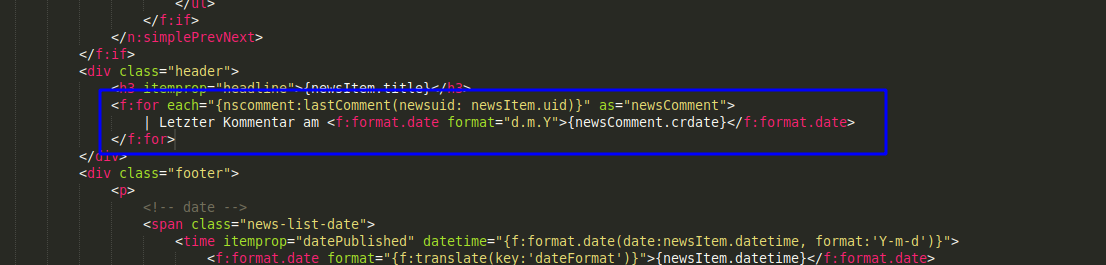 </ul>
</f:if>
</n:simplePrevNext>
</f:if>
<div class="header">
<h3 itemprop="headline">{newsItem.title}</h3>
<f:for each="{nscomment:lastComment(newsuid: newsItem.uid)}" as="newsComment">
| Letzter Kommentar am <f:format.date format="d.m.Y">{newsComment.crdate}</f:format.date>
</f:for>
</div>
<div class="footer">
<p>
<!-- date -->
<span class="news-list-date">
<time itemprop="datePublished" datetime="{f:format.date(date:newsItem.datetime, format:'Y-m-d')}">
<f:format.date format="{f:translate(key:'dateFormat')}">{newsItem.datetime}</f:format.date>